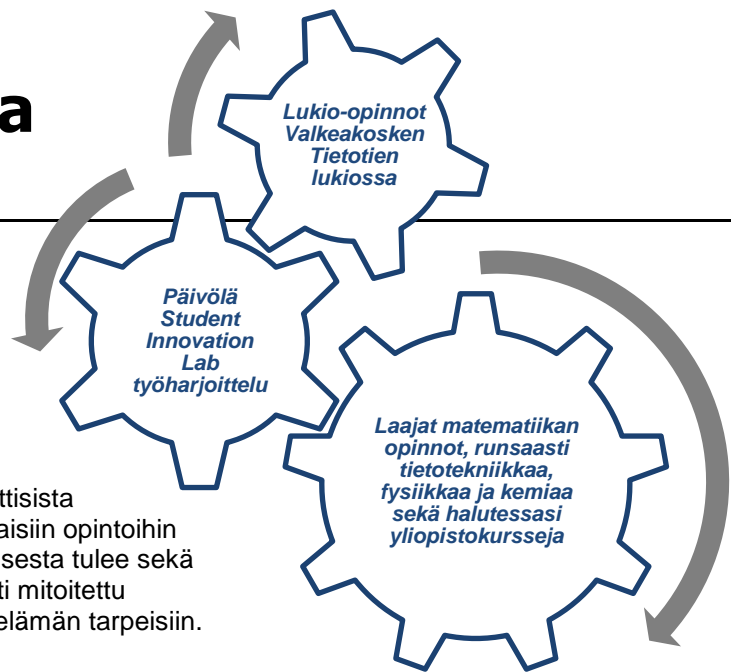 a
Lukio-opinnot
Valkeakosken
Tietotien
lukiossa
Päivölä
Student
Innovation
Lab
työharjoittelu
Laajat matematiikan
opinnot, runsaasti
tietotekniikkaa,
fysiikkaa ja kemiaa
sekä halutessasi
yliopistokursseja
ttisista
aisiin opintoihin
sesta tulee sekä
ti mitoitettu
elämän tarpeisiin.